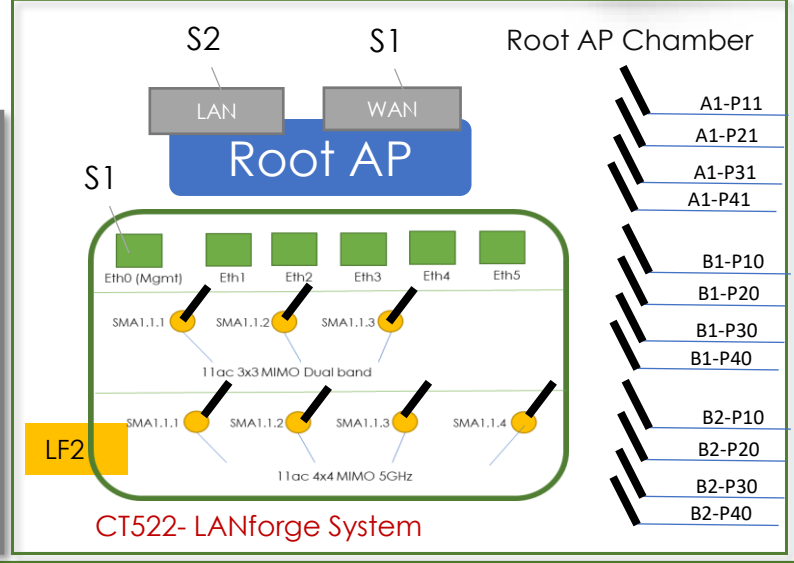 S2
S1
Root AP Chamber
LAN
WAN
Root AP
S1
Eth0 (Mgmt)
Eth1
Eth2
Eth3
Eth4
Eth5
SMA1.1.1
SMA1.1.2
SMA1.1.3
11ac 3x3 MIMO Dual band
SMA1.1.1
SMA1.1.2
SMA1.1.3
SMA1.1.4
11ac 4x4 MIMO 5GHz
LF2
CT522- LANforge System
A1-P11
A1-P21
A1-P31
A1-P41
B1-P10
B1-P20
B1-P30
B1-P40
B2-P10
B2-P20
B2-P30
B2-P40